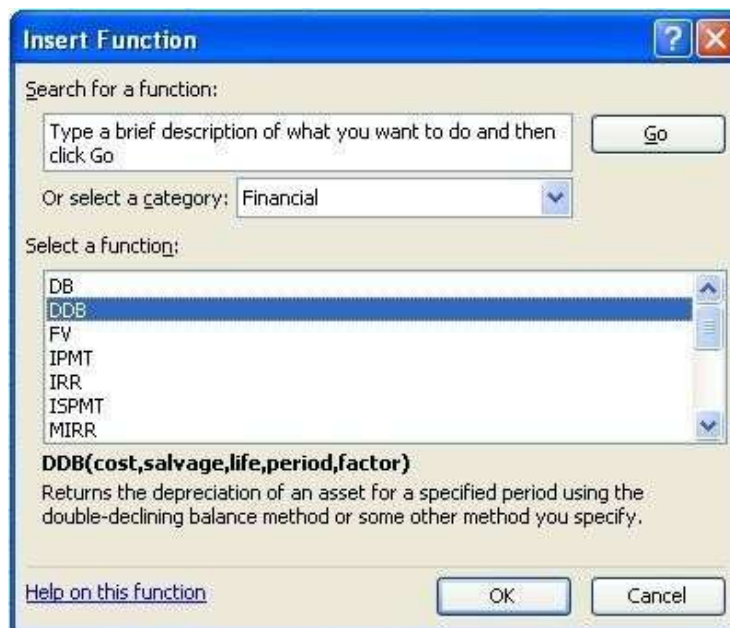 Insert Function
?
Search for a function:
Type a brief description of what you want to do and then
click Go
Go
Or select a category: Financial
Select a function:
DB
DDB
FV
IPMT
IRR
ISPMT
MIRR
DDB(cost,salvage,life,period,factor)
Returns the depreciation of an asset for a specified period using the
double-declining balance method or some other method you specify.
Help on this function
OK
Cancel